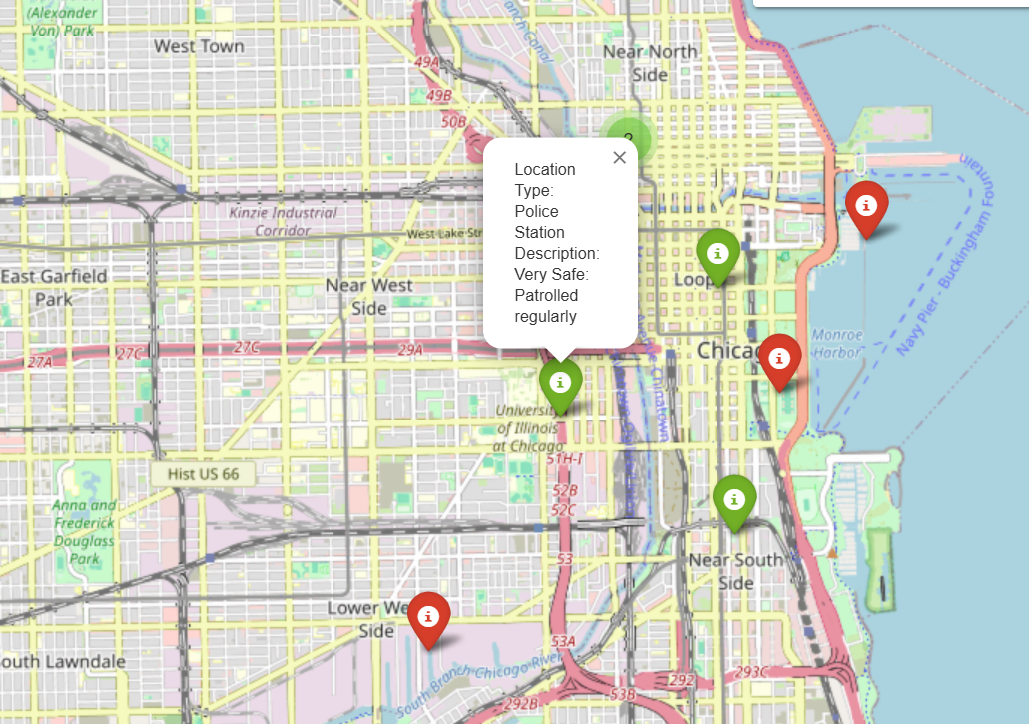 (Alexander
Von) Park
West Town
Near North
Side
49A
49B
50B
Canal
Location
Type:
Police
Station
Description:
Very Safe:
Patrolled
regularly
Kinzie Industrial
Corridor
West Lake Str
East Garfield
Park
Near West
Side
Loop
Navy Pier - Buckingham Fountain
Monroe
Harbor
Chicag
27A
27C
27C
29A
Chinatown
University
of Illinois
at Chicago
51H-I
Hist US 66
52B
52C
Anna and
Frederick
Douglass
Park
53
Near South
Side
Lower We
Side
outh Lawndale
53A
South Branch Chicago River
292
293C
53B
292B